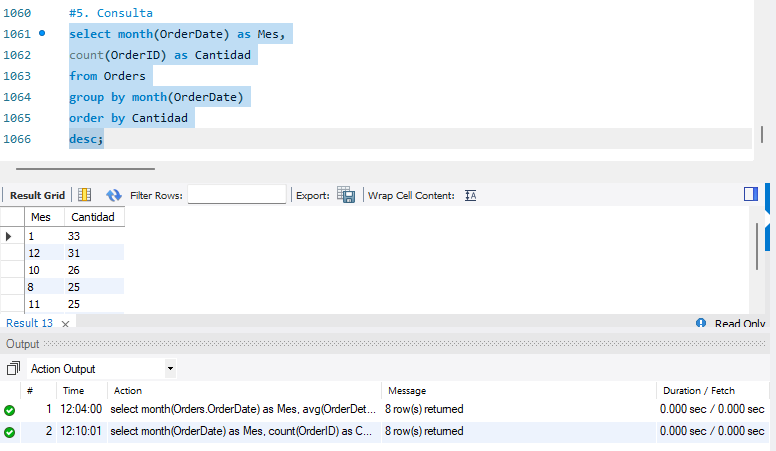 1060 #5. Consulta
1061 select month(OrderDate) as Mes,
1062 count(OrderID) as Cantidad
1063 from Orders
1064 group by month(OrderDate)
1065 order by Cantidad
1066 desc;
Result Grid Filter Rows: Export: Wrap Cell Content:
Mes Cantidad
1 33
12 31
10 26
8 25
11 25
Result 13 Read Only
Output
Action Output
# Time Action Message Duration / Fetch
1 12:04:00 select month(Orders.OrderDate) as Mes, avg(OrderDet... 8 row(s) returned 0.000 sec / 0.000 sec
2 12:10:01 select month(OrderDate) as Mes, count(OrderID) as C... 8 row(s) returned 0.000 sec / 0.000 sec